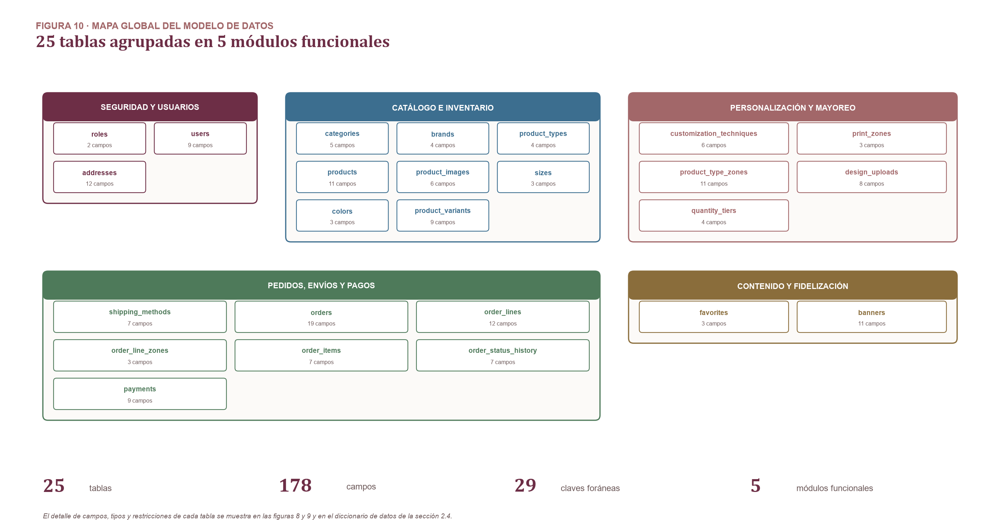 FIGURA 10 · MAPA GLOBAL DEL MODELO DE DATOS
25 tablas agrupadas en 5 módulos funcionales
SEGURIDAD Y USUARIOS
roles
2 campos
users
9 campos
addresses
12 campos
CATÁLOGO E INVENTARIO
categories
5 campos
brands
4 campos
product_types
4 campos
products
11 campos
product_images
6 campos
sizes
3 campos
colors
3 campos
product_variants
9 campos
PERSONALIZACIÓN Y MAYOREO
customization_techniques
6 campos
print_zones
3 campos
product_type_zones
11 campos
design_uploads
8 campos
quantity_tiers
4 campos
PEDIDOS, ENVÍOS Y PAGOS
shipping_methods
7 campos
orders
19 campos
order_lines
12 campos
order_line_zones
3 campos
order_items
7 campos
order_status_history
7 campos
payments
9 campos
CONTENIDO Y FIDELIZACIÓN
favorites
3 campos
banners
11 campos
25 tablas
178 campos
29 claves foráneas
5 módulos funcionales
El detalle de campos, tipos y restricciones de cada tabla se muestra en las figuras 8 y 9 y en el diccionario de datos de la sección 2.4.